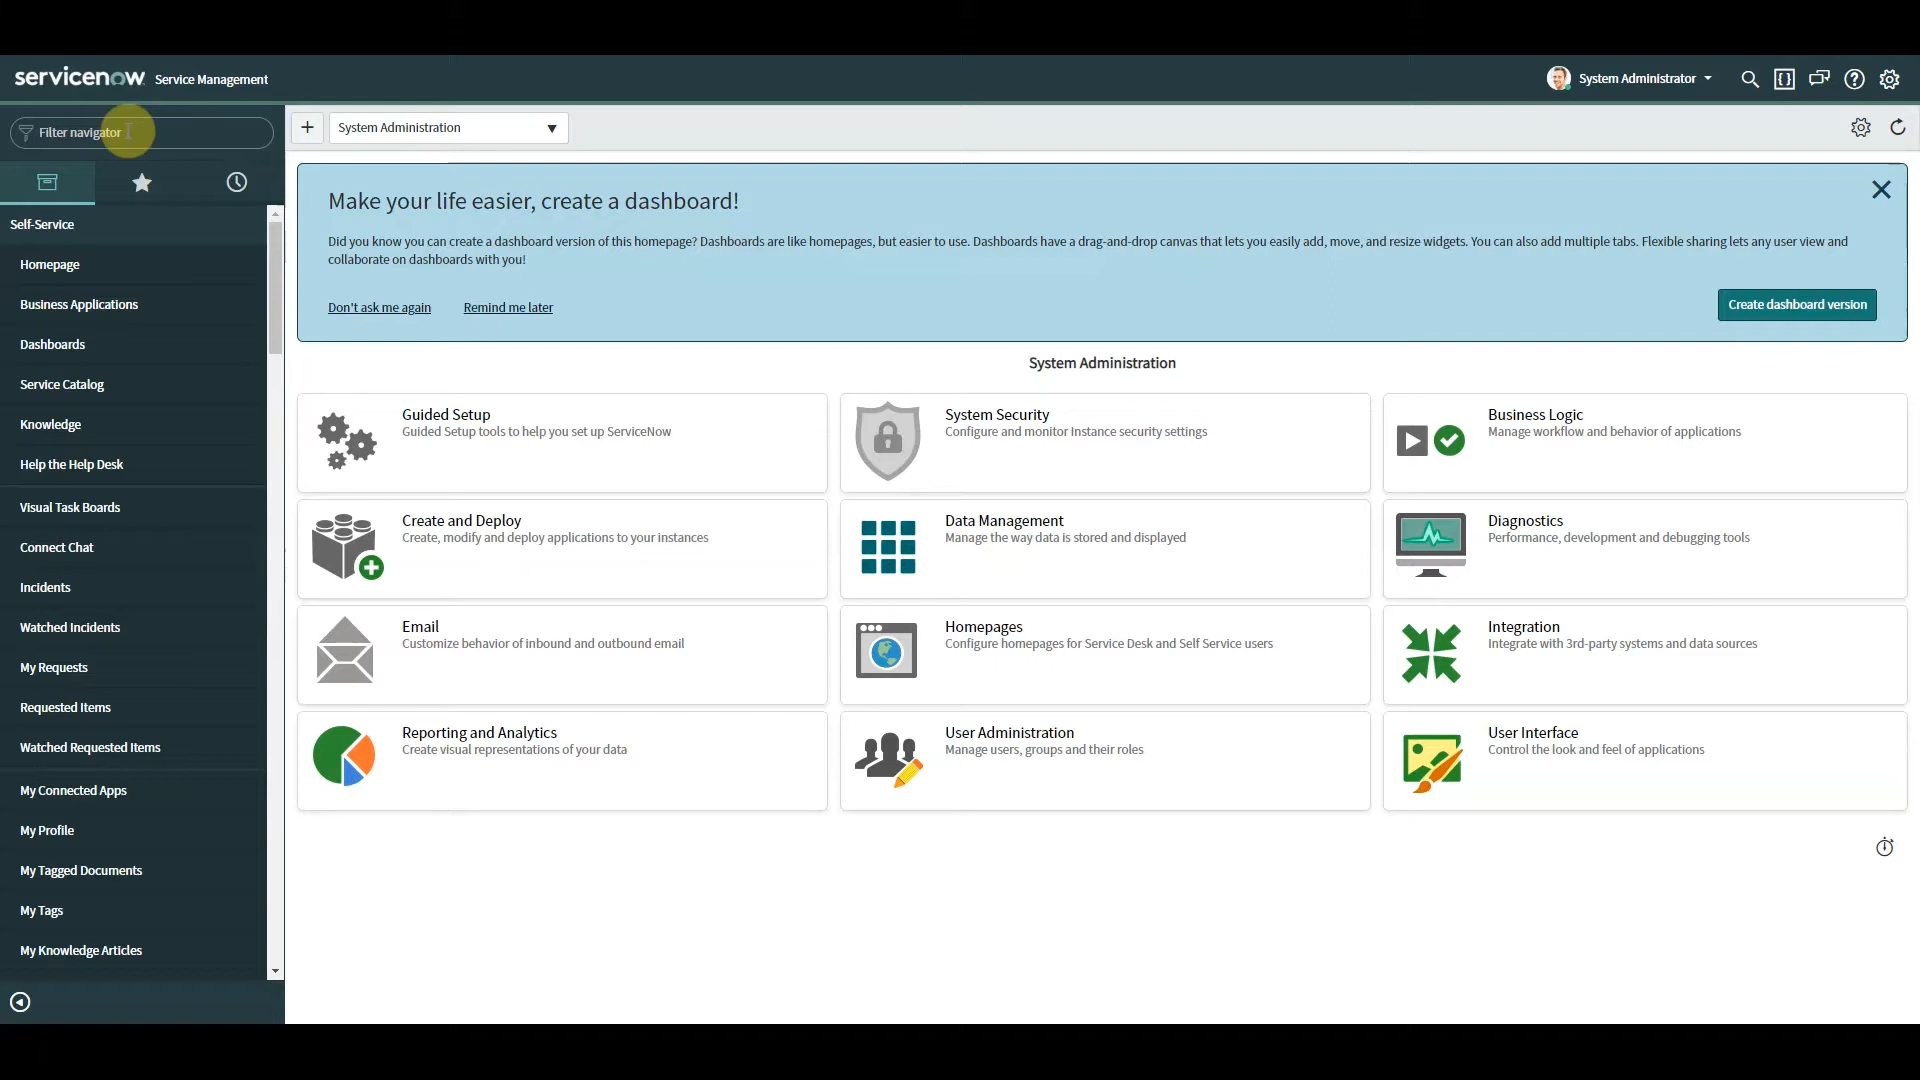 servicenow Service Management
System Administrator
Filter navigator
System Administration
Self-Service
Homepage
Business Applications
Dashboards
Service Catalog
Knowledge
Help the Help Desk
Visual Task Boards
Connect Chat
Incidents
Watched Incidents
My Requests
Requested Items
Watched Requested Items
My Connected Apps
My Profile
My Tagged Documents
My Tags
My Knowledge Articles
Make your life easier, create a dashboard!
Did you know you can create a dashboard version of this homepage? Dashboards are like homepages, but easier to use. Dashboards have a drag-and-drop canvas that lets you easily add, move, and resize widgets. You can also add multiple tabs. Flexible sharing lets any user view and
collaborate on dashboards with you!
Don't ask me again
Remind me later
Create dashboard version
System Administration
Guided Setup
Guided Setup tools to help you set up ServiceNow
System Security
Configure and monitor Instance security settings
Business Logic
Manage workflow and behavior of applications
Create and Deploy
Create, modify and deploy applications to your instances
Data Management
Manage the way data is stored and displayed
Diagnostics
Performance, development and debugging tools
Email
Customize behavior of inbound and outbound email
Homepages
Configure homepages for Service Desk and Self Service users
Integration
Integrate with 3rd-party systems and data sources
Reporting and Analytics
Create visual representations of your data
User Administration
Manage users, groups and their roles
User Interface
Control the look and feel of applications